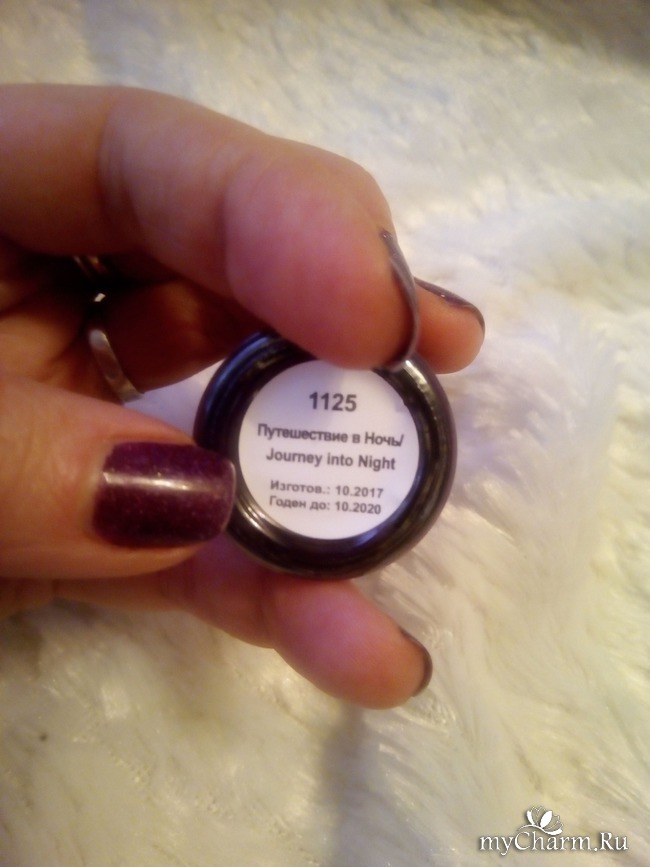 1125
Путешествие в Ночь/
Journey into Night
Изготов.: 10.2017
Годен до: 10.2020
myCharm.Ru